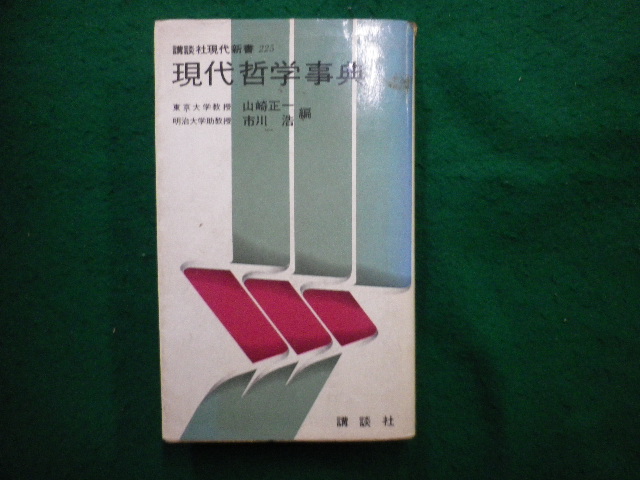 講談社現代新書 225
現代哲学事典
東京大学教授 山崎正一
明治大学助教授 市川 浩 編
講談社